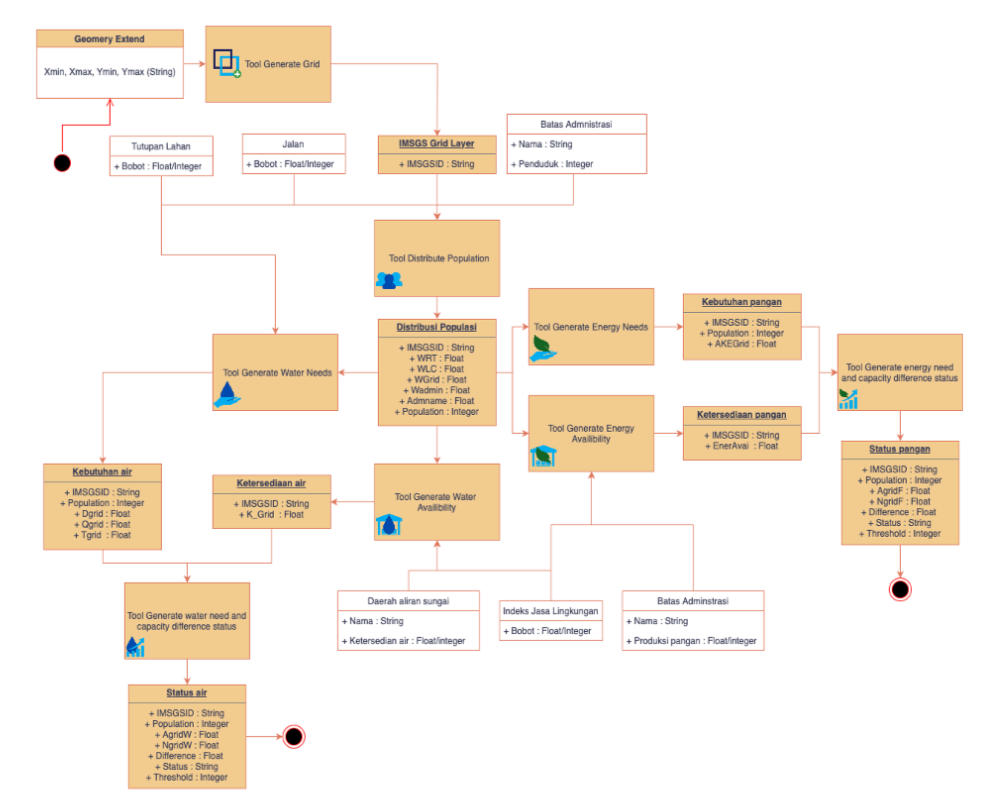 Geomery Extend
Xmin, Xmax, Ymin, Ymax (String)
Tool Generate Grid
Tutupan Lahan
+ Bobot : Float/Integer
Jalan
+ Bobot : Float/Integer
IMSGS Grid Layer
+ IMSGSID : String
Batas Admnistrasi
+ Nama : String
+ Penduduk : Integer
Tool Distribute Population
Distribusi Populasi
+ IMSGSID : String
+ WRT : Float
+ WLC : Float
+ WGrid : Float
+ Wadmin : Float
+ Admname : Float
+ Population : Integer
Tool Generate Energy Needs
Kebutuhan pangan
+ IMSGSID : String
+ Population : Integer
+ AKEGrid : Float
Tool Generate energy need
and capacity difference status
Tool Generate Water Needs
Tool Generate Energy
Availibility
Ketersediaan pangan
+ IMSGSID : String
+ EnerAvai : Float
Status pangan
+ IMSGSID : String
+ Population : Integer
+ AgridF : Float
+ NgridF : Float
+ Difference : Float
+ Status : String
+ Threshold : Integer
Kebutuhan air
+ IMSGSID : String
+ Population : Integer
+ Dgrid : Float
+ Qgrid : Float
+ Tgrid : Float
Ketersediaan air
+ IMSGSID : String
+ K_Grid : Float
Tool Generate Water
Availibility
Daerah aliran sungai
+ Nama : String
+ Ketersedian air : Float/integer
Indeks Jasa Lingkungan
+ Bobot : Float/Integer
Batas Adminstrasi
+ Nama : String
+ Produksi pangan : Float/integer
Tool Generate water need and
capacity difference status
Status air
+ IMSGSID : String
+ Population : Integer
+ AgridW : Float
+ NgridW : Float
+ Difference : Float
+ Status : String
+ Threshold : Integer